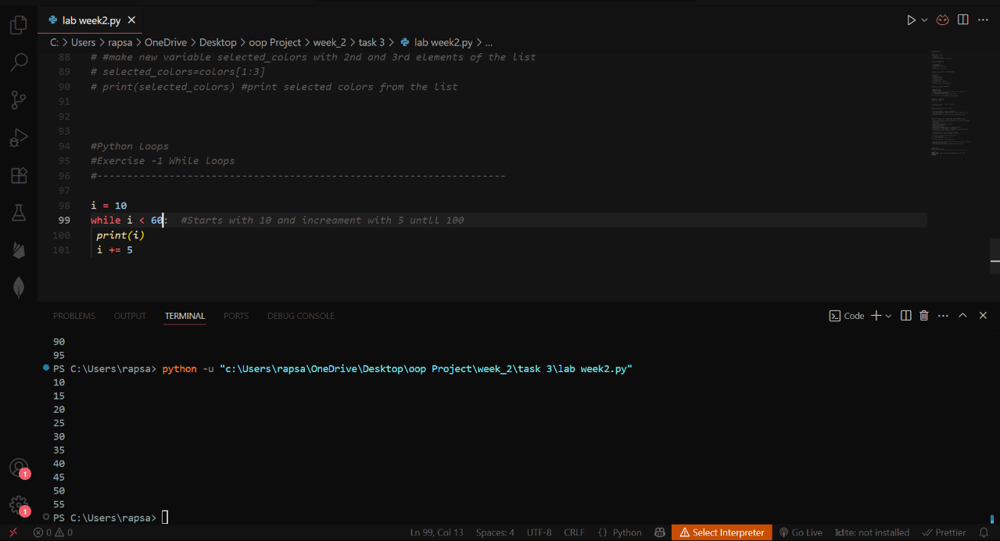 lab week2.py
C: > Users > rapsa > OneDrive > Desktop > oop Project > week_2 > task 3 > lab week2.py > ...
88 # #make new variable selected_colors with 2nd and 3rd elements of the list
89 # selected_colors=colors[1:3]
90 # print(selected_colors) #print selected colors from the list
91
92
93
94 #Python Loops
95 #Exercise -1 While loops
96 #--------------------------------------------------------------------
97
98 i = 10
99 while i < 60: #Starts with 10 and increament with 5 untll 100
100 print(i)
101 i += 5
PROBLEMS OUTPUT TERMINAL PORTS DEBUG CONSOLE Code
90
95
PS C:\Users\rapsa> python -u "c:\Users\rapsa\OneDrive\Desktop\oop Project\week_2\task 3\lab week2.py"
10
15
20
25
30
35
40
45
50
55
PS C:\Users\rapsa>
1
1
0 0 Ln 99, Col 13 Spaces: 4 UTF-8 CRLF {} Python Select Interpreter Go Live : not installed Prettier